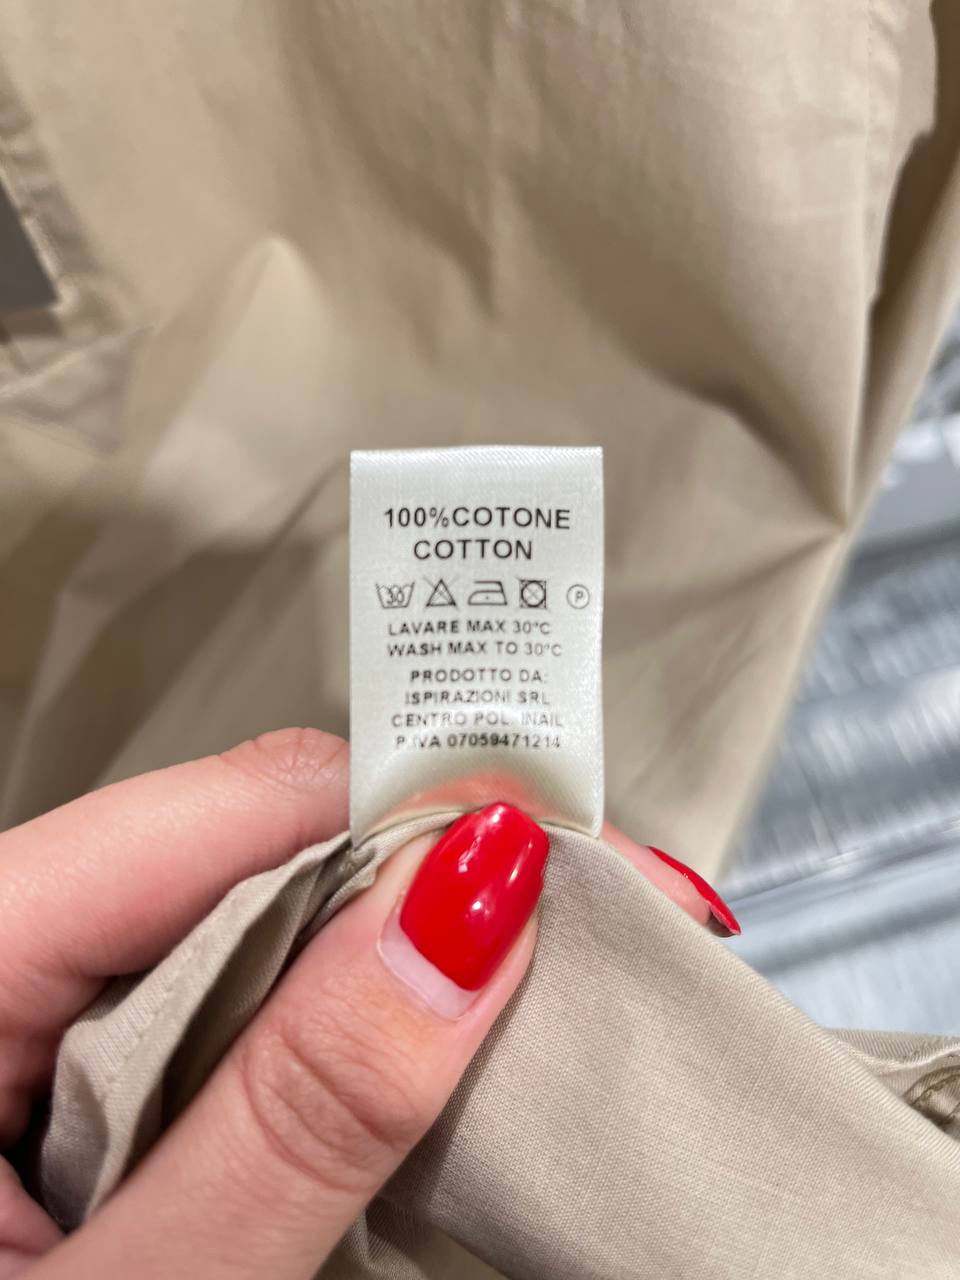 100%COTONE
COTTON
30 P
LAVARE MAX 30°C
WASH MAX TO 30°C
PRODOTTO DA:
ISPIRAZIONI SRL
CENTRO POL. INAIL
P.IVA 07059471214